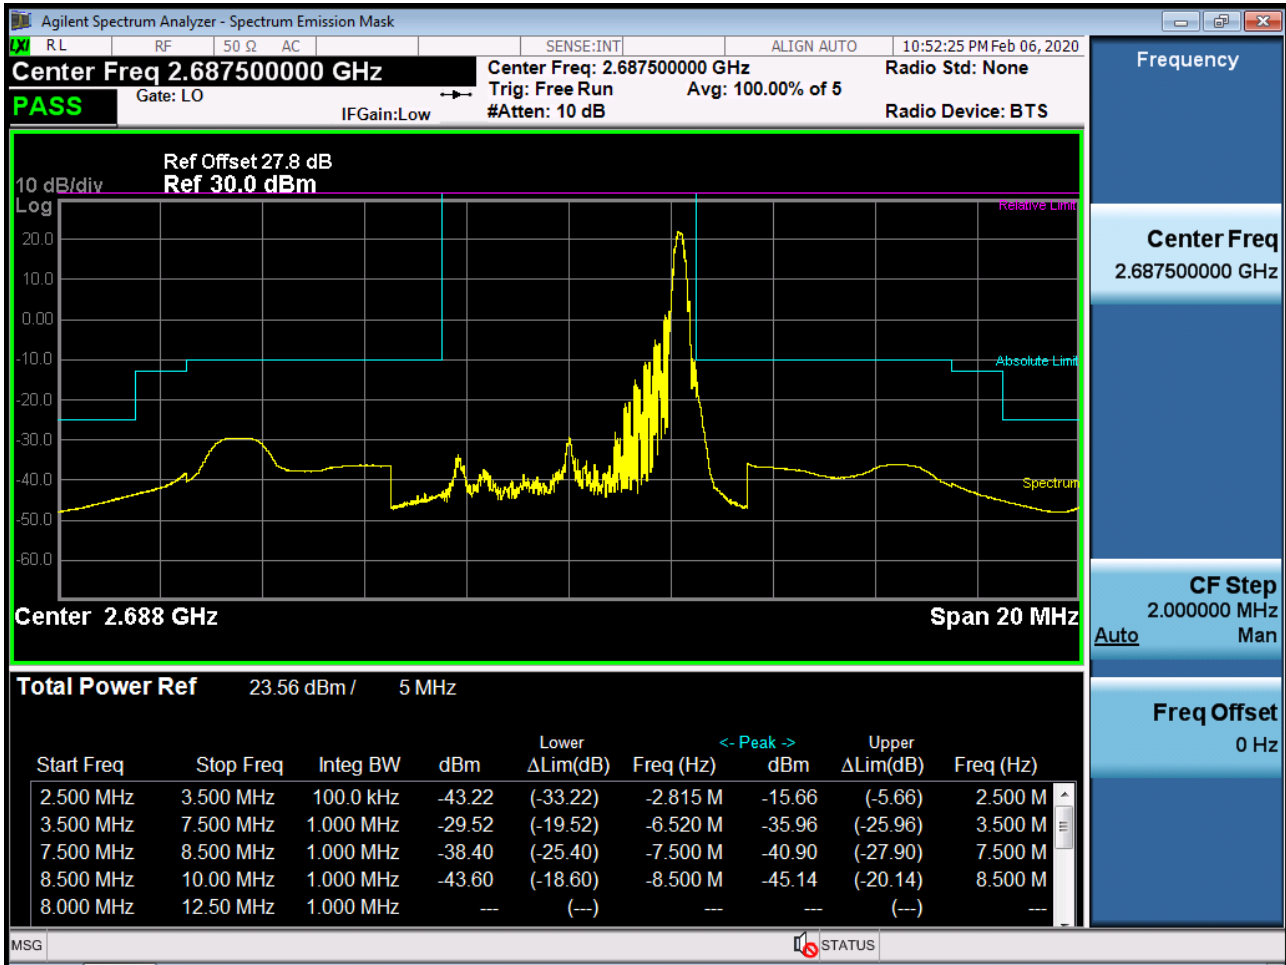 Agilent Spectrum Analyzer - Spectrum Emission Mask
LXI RL RF 50 Ω AC SENSE:INT ALIGN AUTO 10:52:25 PM Feb 06, 2020
Center Freq 2.687500000 GHz
Center Freq: 2.687500000 GHz
Radio Std: None
PASS
Gate: LO
Trig: Free Run Avg: 100.00% of 5
IFGain:Low
#Atten: 10 dB
Radio Device: BTS
Ref Offset 27.8 dB
10 dB/div Ref 30.0 dBm
Log
Relative Limit
20.0
10.0
0.00
-10.0
Absolute Limit
-20.0
-30.0
-40.0
Spectrum
-50.0
-60.0
Center 2.688 GHz Span 20 MHz
Total Power Ref 23.56 dBm / 5 MHz
Lower <- Peak -> Upper
Start Freq Stop Freq Integ BW dBm ΔLim(dB) Freq (Hz) dBm ΔLim(dB) Freq (Hz)
2.500 MHz 3.500 MHz 100.0 kHz -43.22 (-33.22) -2.815 M -15.66 (-5.66) 2.500 M
3.500 MHz 7.500 MHz 1.000 MHz -29.52 (-19.52) -6.520 M -35.96 (-25.96) 3.500 M
7.500 MHz 8.500 MHz 1.000 MHz -38.40 (-25.40) -7.500 M -40.90 (-27.90) 7.500 M
8.500 MHz 10.00 MHz 1.000 MHz -43.60 (-18.60) -8.500 M -45.14 (-20.14) 8.500 M
8.000 MHz 12.50 MHz 1.000 MHz --- (---) --- --- (---) ---
MSG STATUS
Frequency
Center Freq
2.687500000 GHz
CF Step
2.000000 MHz
Auto Man
Freq Offset
0 Hz